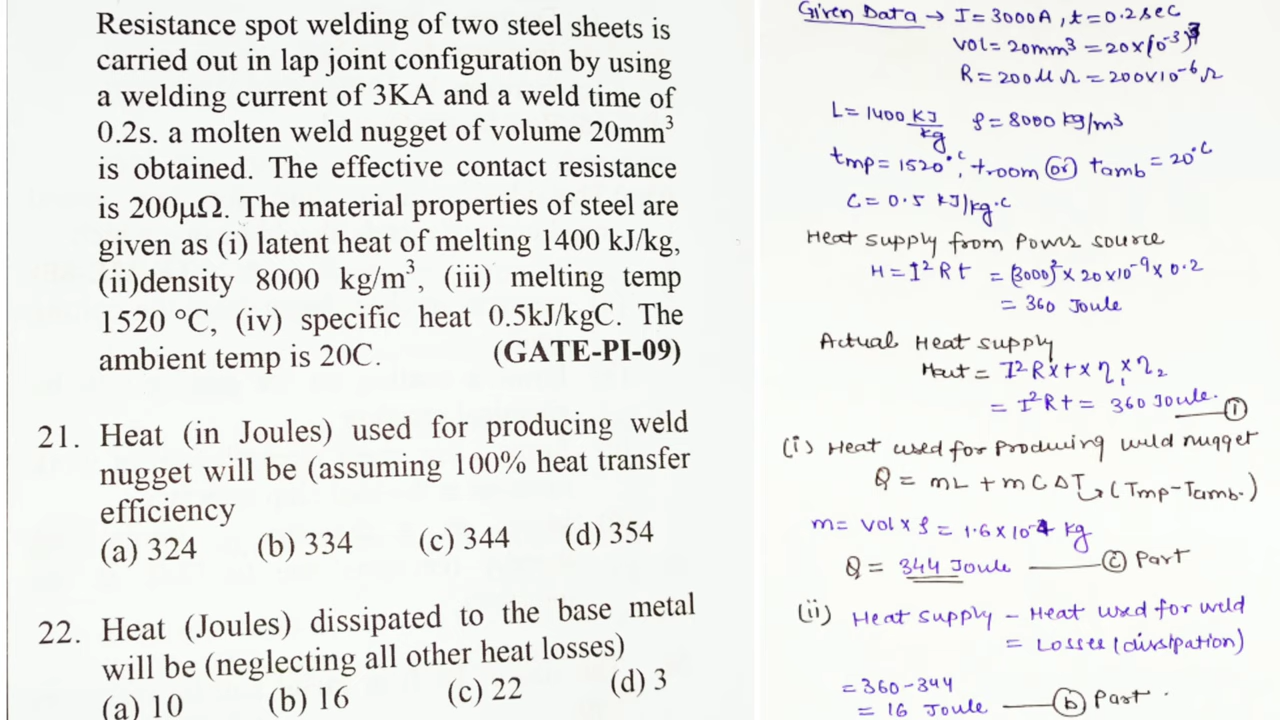 Resistance spot welding of two steel sheets is
carried out in lap joint configuration by using
a welding current of 3KA and a weld time of
0.2s. a molten weld nugget of volume 20mm³
is obtained. The effective contact resistance
is 200μΩ. The material properties of steel are
given as (i) latent heat of melting 1400 kJ/kg,
(ii)density 8000 kg/m³, (iii) melting temp
1520 °C, (iv) specific heat 0.5kJ/kgC. The
ambient temp is 20C. (GATE-PI-09)
21. Heat (in Joules) used for producing weld
nugget will be (assuming 100% heat transfer
efficiency
(a) 324 (b) 334 (c) 344 (d) 354
22. Heat (Joules) dissipated to the base metal
will be (neglecting all other heat losses)
(a) 10 (b) 16 (c) 22 (d) 3
Given Data → I = 3000A, t = 0.2 sec
Vol = 20mm³ = 20×(10⁻³)³
R = 200μΩ = 200×10⁻⁶Ω
L = 1400 KJ/kg ρ = 8000 kg/m³
tmp = 1520°C, troom (or) tamb = 20°C
C = 0.5 KJ/kg·C
Heat supply from Power source
H = I²Rt = (3000)² × 20×10⁻⁹ × 0.2
= 360 Joule
Actual Heat supply
Hact = I²R×t×η₁×η₂
= I²Rt = 360 Joule. — ①
(i) Heat used for Producing weld nugget
Q = mL + mCΔT↳(Tmp-Tamb.)
m = Vol × ρ = 1.6×10⁻⁴ kg
Q = 344 Joule — ⓒ Part
(ii) Heat supply - Heat used for weld
= Losses (dissipation)
= 360-344
= 16 Joule — ⓑ Part.